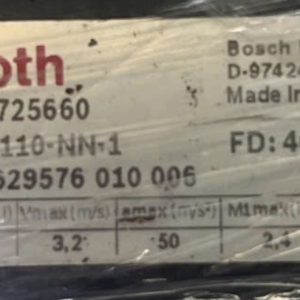 oth
Bosch
D-9742
725660
Made In
110-NN-1
FD: 4
629576 010 006
Vmax(m/s) amax(m/s²) M1max(
3,2 50 2,4